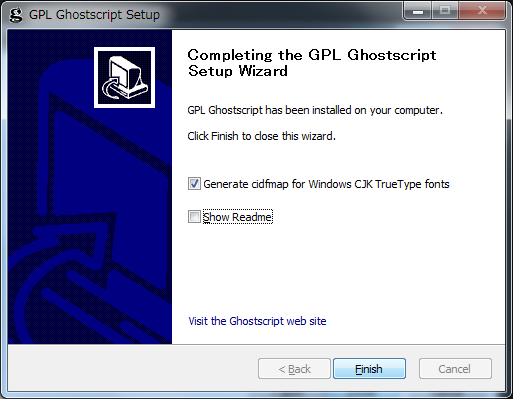 GPL Ghostscript Setup
Completing the GPL Ghostscript
Setup Wizard
GPL Ghostscript has been installed on your computer.
Click Finish to close this wizard.
Generate cidfmap for Windows CJK TrueType fonts
Show Readme
Visit the Ghostscript web site
< Back
Finish
Cancel